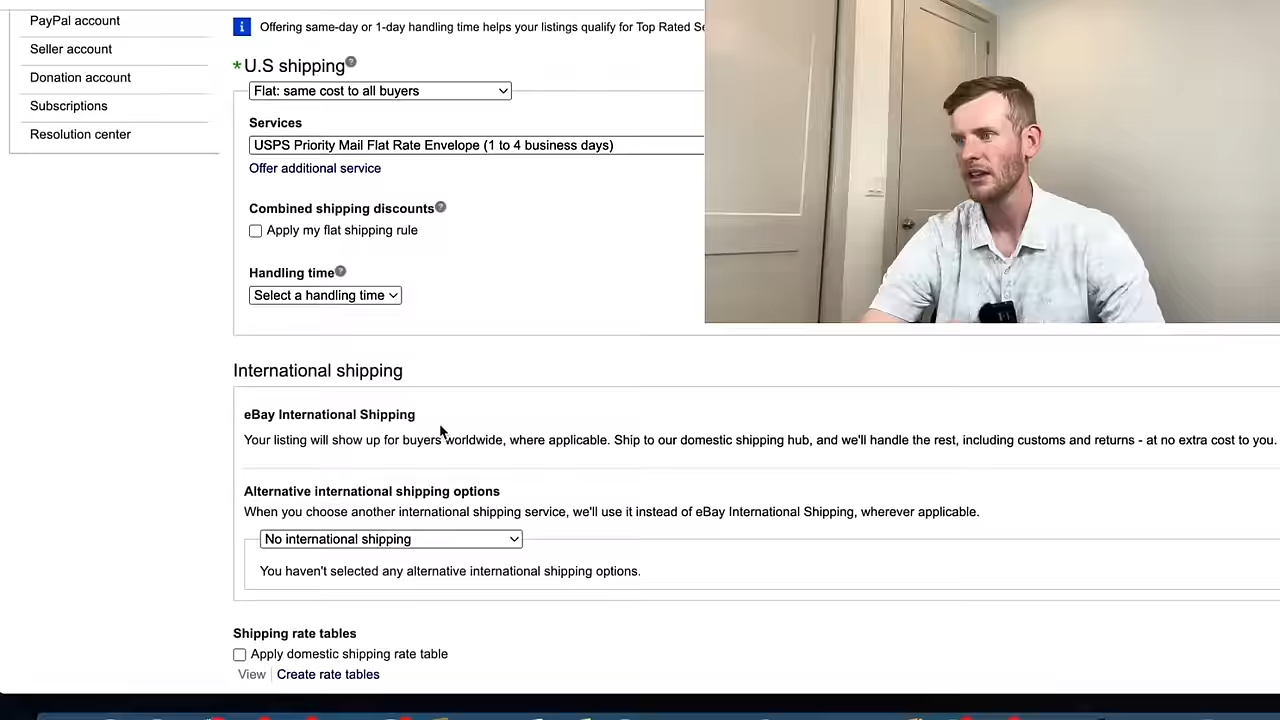 PayPal account
Seller account
Donation account
Subscriptions
Resolution center
i Offering same-day or 1-day handling time helps your listings qualify for Top Rated Se
*U.S shipping?
Flat: same cost to all buyers
Services
USPS Priority Mail Flat Rate Envelope (1 to 4 business days)
Offer additional service
Combined shipping discounts?
Apply my flat shipping rule
Handling time?
Select a handling time
International shipping
eBay International Shipping
Your listing will show up for buyers worldwide, where applicable. Ship to our domestic shipping hub, and we'll handle the rest, including customs and returns - at no extra cost to you.
Alternative international shipping options
When you choose another international shipping service, we'll use it instead of eBay International Shipping, wherever applicable.
No international shipping
You haven't selected any alternative international shipping options.
Shipping rate tables
Apply domestic shipping rate table
View | Create rate tables